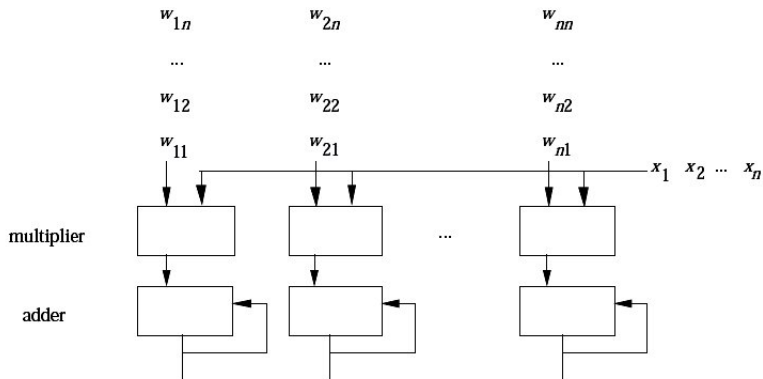 w1n w2n wnn
... ... ...
w12 w22 wn2
w11 w21 wn1
x1 x2 ... xn
multiplier ...
adder